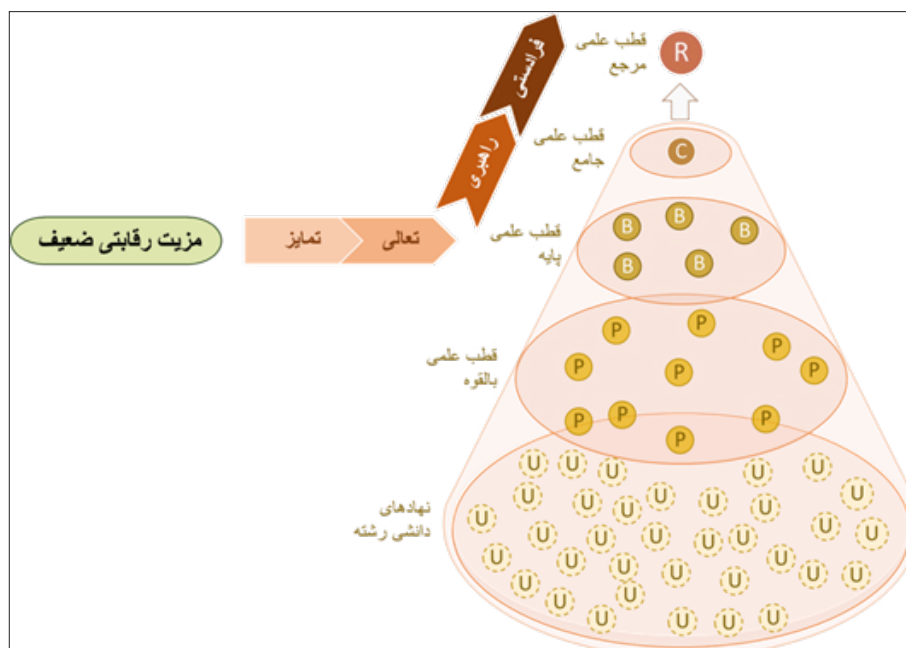 قطب علمی
مرجع
R
فرادستی
قطب علمی
جامع
C
راهبری
قطب علمی
پایه
B B B
B B
مزیت رقابتی ضعیف
تمایز
تعالی
قطب علمی
بالقوه
P P P
P P P
P P P P
نهادهای
دانشی رشته
U U U U U
U U U U U U U
U U U U U U U U
U U U U U U U
U U U U U U
U U U U